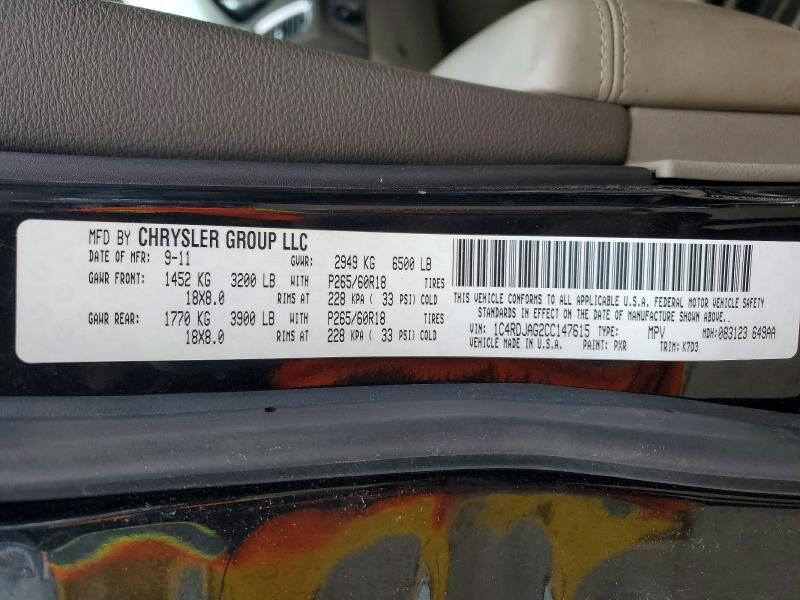 MFD BY CHRYSLER GROUP LLC
DATE OF MFR: 9-11 GVWR: 2949 KG 6500 LB
GAWR FRONT: 1452 KG 3200 LB WITH P265/60R18 TIRES
18X8.0 RIMS AT 228 KPA ( 33 PSI) COLD
GAWR REAR: 1770 KG 3900 LB WITH P265/60R18 TIRES
18X8.0 RIMS AT 228 KPA ( 33 PSI) COLD
THIS VEHICLE CONFORMS TO ALL APPLICABLE U.S.A. FEDERAL MOTOR VEHICLE SAFETY
STANDARDS IN EFFECT ON THE DATE OF MANUFACTURE SHOWN ABOVE.
VIN: 1C4RDJAG2CC147615 TYPE: MPV MDH: 083123 649AA
MADE IN U.S.A. PAINT: PXR TRIM: K7D3